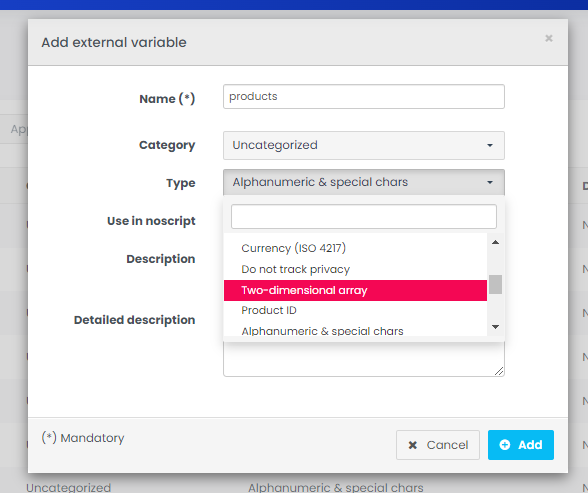 Add external variable
×
App
Name (*)
products
Category
Uncategorized
Type
Alphanumeric & special chars
Use in noscript
Currency (ISO 4217)
Description
Do not track privacy
Two-dimensional array
Product ID
Detailed description
Alphanumeric & special chars
(*) Mandatory
Cancel
Add
Uncategorized
Alphanumeric & special chars